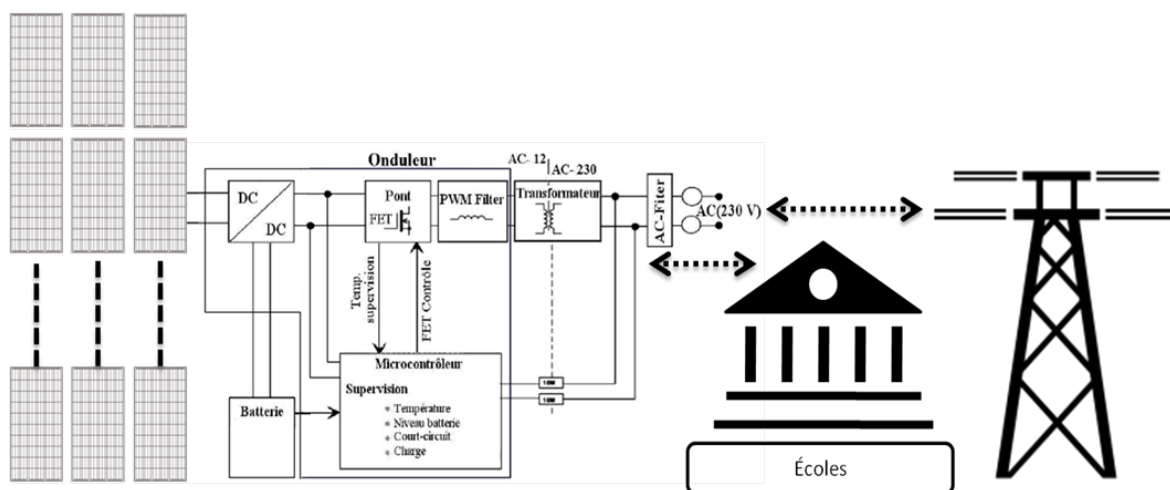 Onduleur
AC- 12
AC- 230
DC
DC
Pont
FET
PWM Filter
Transformateur
AC-Fiter
AC(230 V)
Temp.
supervision
FET Contrôle
Microcontrôleur
Supervision
* Température
* Niveau batterie
* Court-circuit
* Charge
Batterie
Écoles